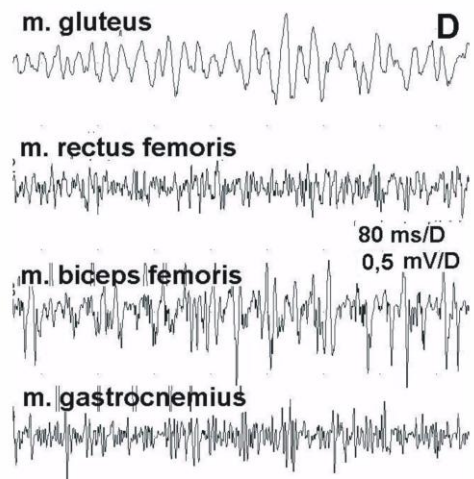 m. gluteus D
m. rectus femoris
80 ms/D
0,5 mV/D
m. biceps femoris
m. gastrocnemius